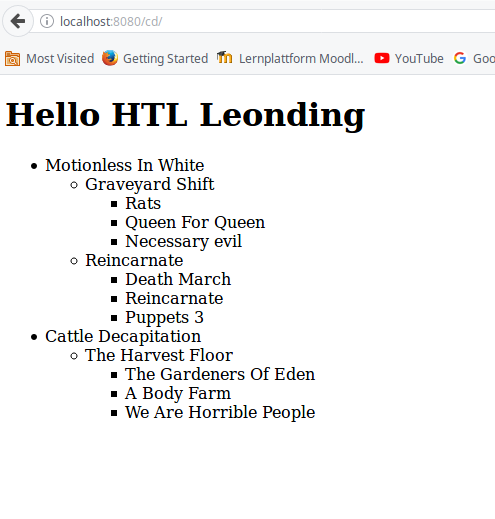 localhost:8080/cd/
Most Visited Getting Started Lernplattform Moodl... YouTube Goo
Hello HTL Leonding
Motionless In White
Graveyard Shift
Rats
Queen For Queen
Necessary evil
Reincarnate
Death March
Reincarnate
Puppets 3
Cattle Decapitation
The Harvest Floor
The Gardeners Of Eden
A Body Farm
We Are Horrible People